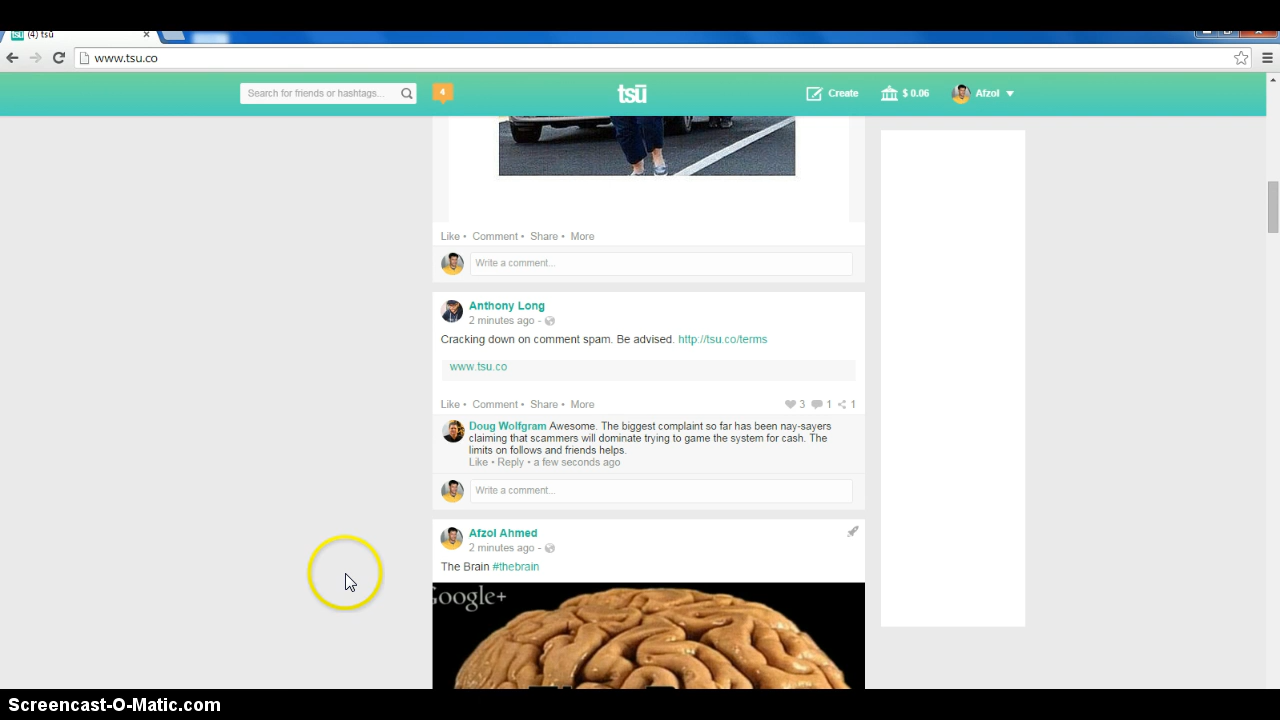 (4) tsū
www.tsu.co
Search for friends or hashtags... 4 tsū Create $ 0.06 Afzol
Like • Comment • Share • More
Write a comment...
Anthony Long
2 minutes ago -
Cracking down on comment spam. Be advised. http://tsu.co/terms
www.tsu.co
Like • Comment • Share • More 3 1 1
Doug Wolfgram Awesome. The biggest complaint so far has been nay-sayers
claiming that scammers will dominate trying to game the system for cash. The
limits on follows and friends helps.
Like • Reply • a few seconds ago
Write a comment...
Afzol Ahmed
2 minutes ago -
The Brain #thebrain
Google+
Screencast-O-Matic.com